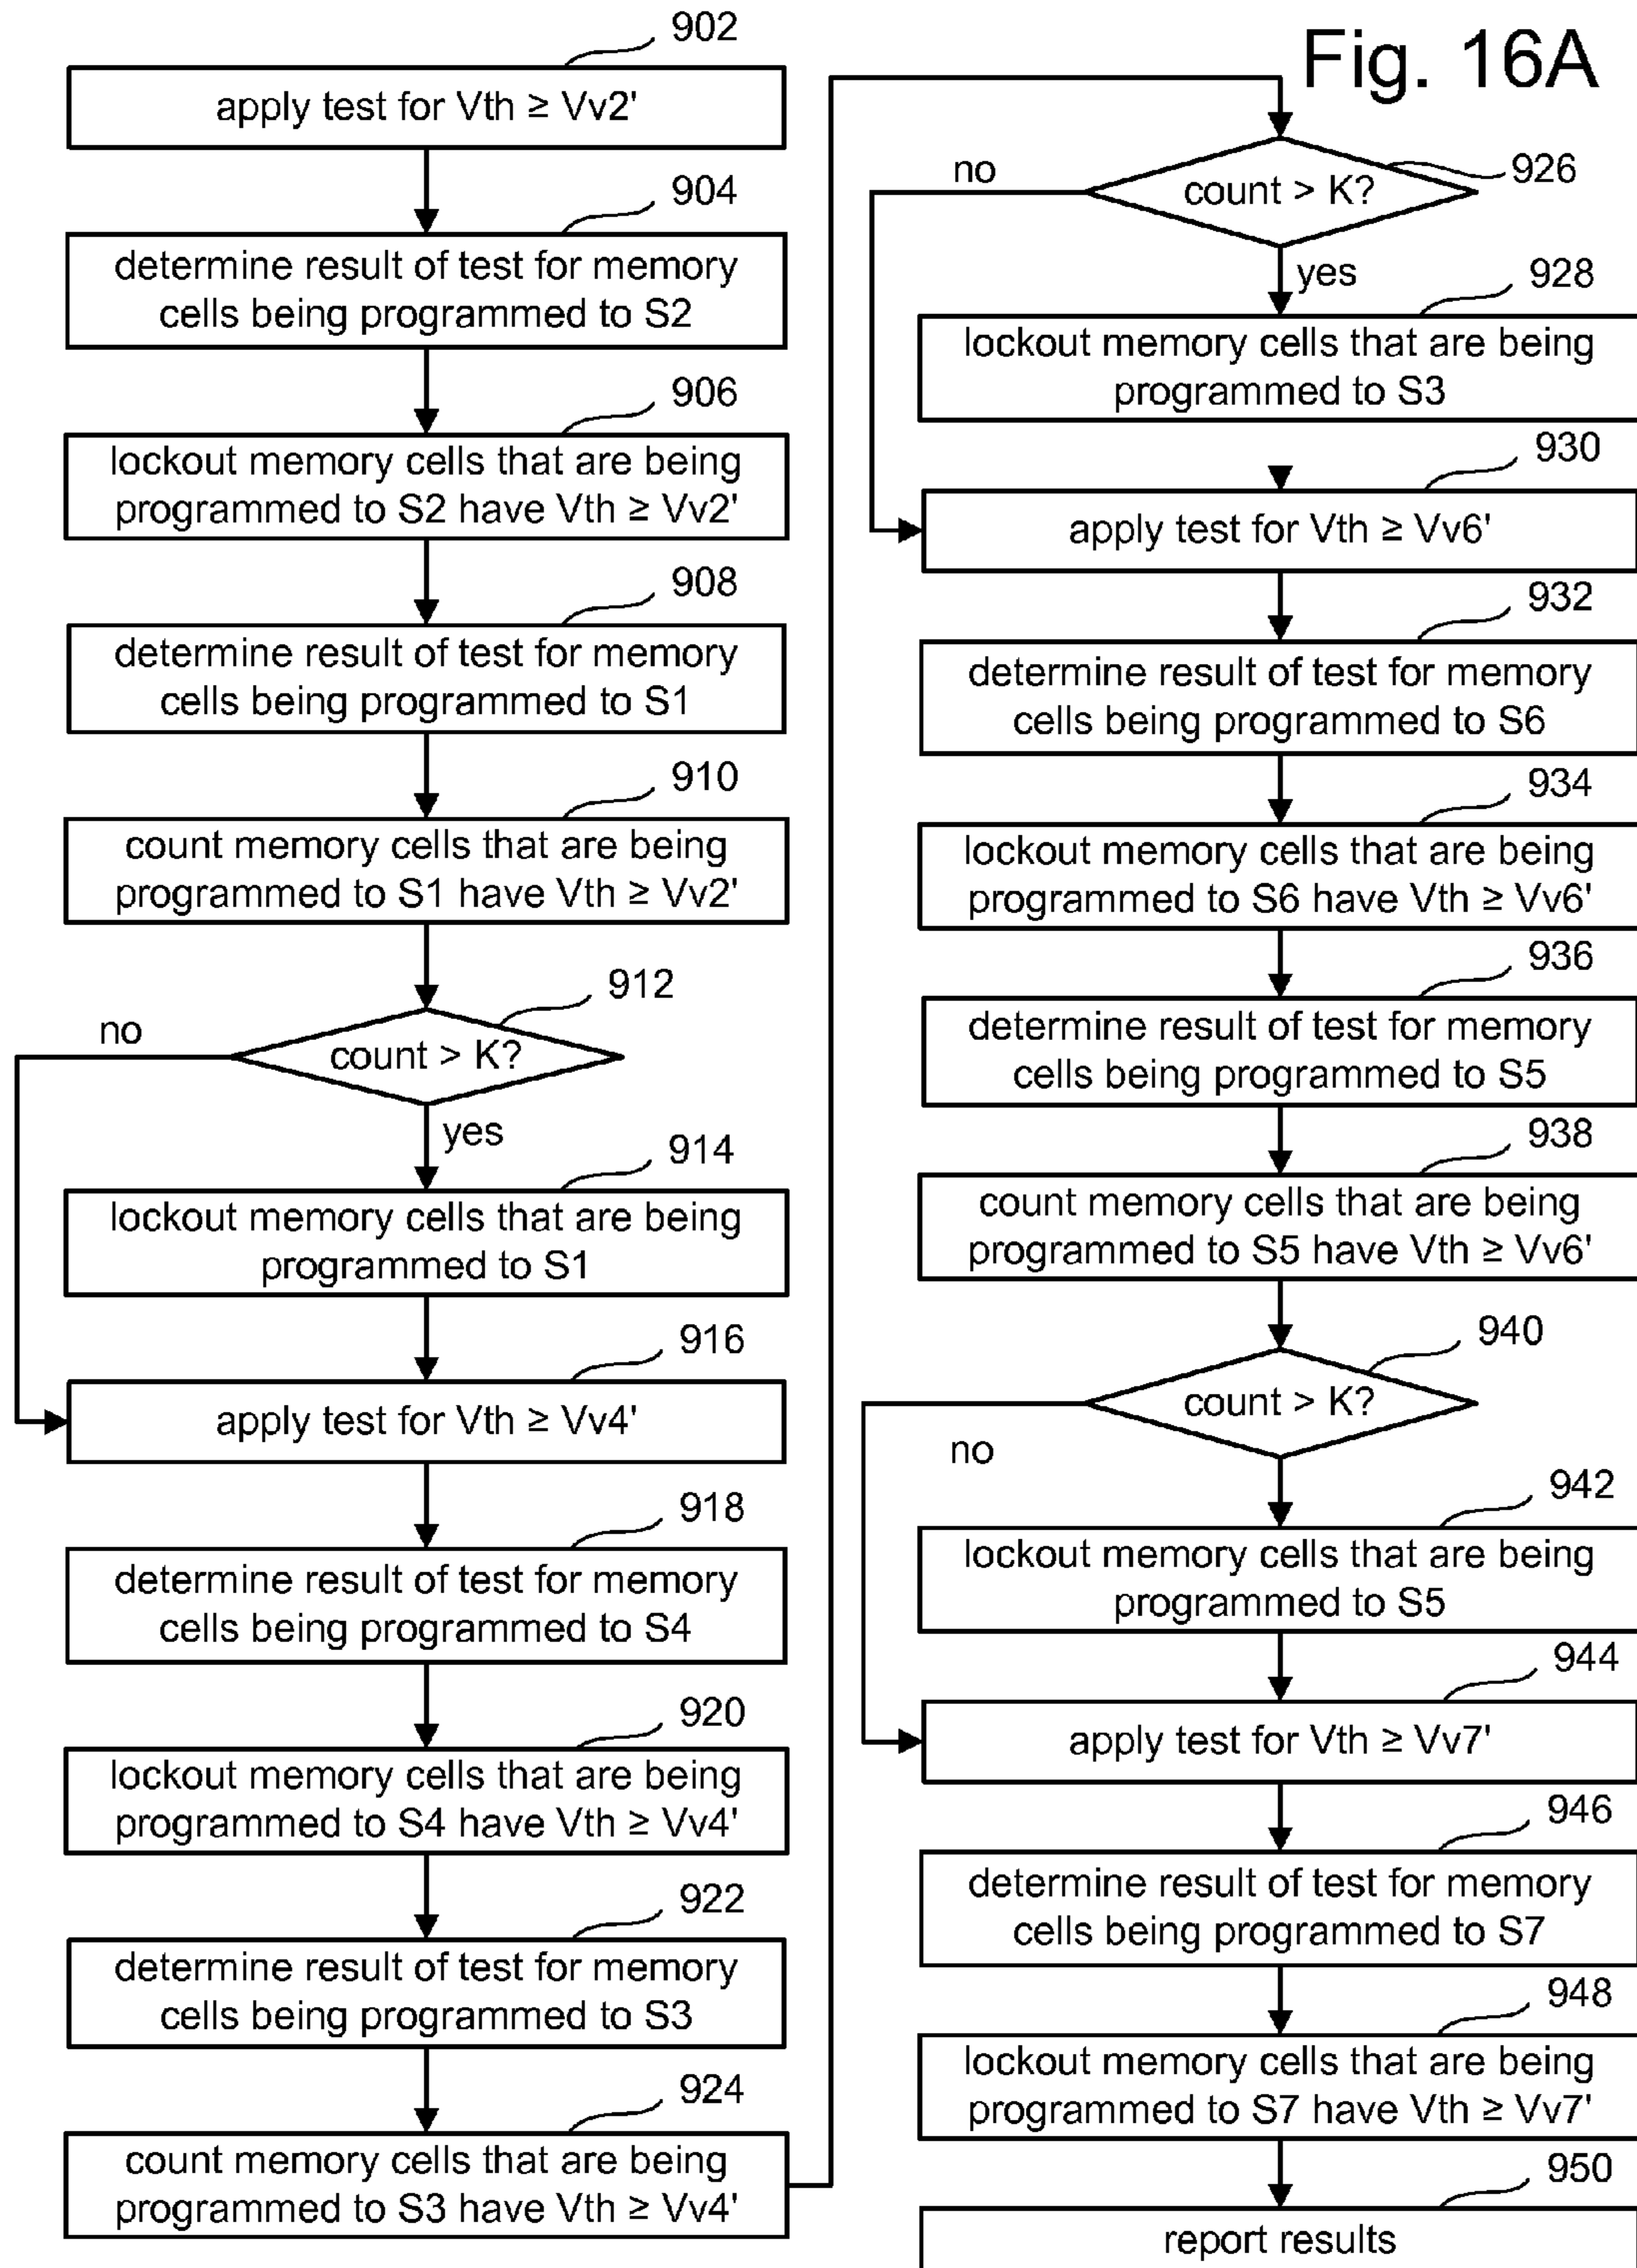 Fig. 16A
902
apply test for Vth ≥ Vv2'
904
determine result of test for memory
cells being programmed to S2
906
lockout memory cells that are being
programmed to S2 have Vth ≥ Vv2'
908
determine result of test for memory
cells being programmed to S1
910
count memory cells that are being
programmed to S1 have Vth ≥ Vv2'
912
no
count > K?
yes
914
lockout memory cells that are being
programmed to S1
916
apply test for Vth ≥ Vv4'
918
determine result of test for memory
cells being programmed to S4
920
lockout memory cells that are being
programmed to S4 have Vth ≥ Vv4'
922
determine result of test for memory
cells being programmed to S3
924
count memory cells that are being
programmed to S3 have Vth ≥ Vv4'
926
no
count > K?
yes
928
lockout memory cells that are being
programmed to S3
930
apply test for Vth ≥ Vv6'
932
determine result of test for memory
cells being programmed to S6
934
lockout memory cells that are being
programmed to S6 have Vth ≥ Vv6'
936
determine result of test for memory
cells being programmed to S5
938
count memory cells that are being
programmed to S5 have Vth ≥ Vv6'
940
count > K?
no
942
lockout memory cells that are being
programmed to S5
944
apply test for Vth ≥ Vv7'
946
determine result of test for memory
cells being programmed to S7
948
lockout memory cells that are being
programmed to S7 have Vth ≥ Vv7'
950
report results